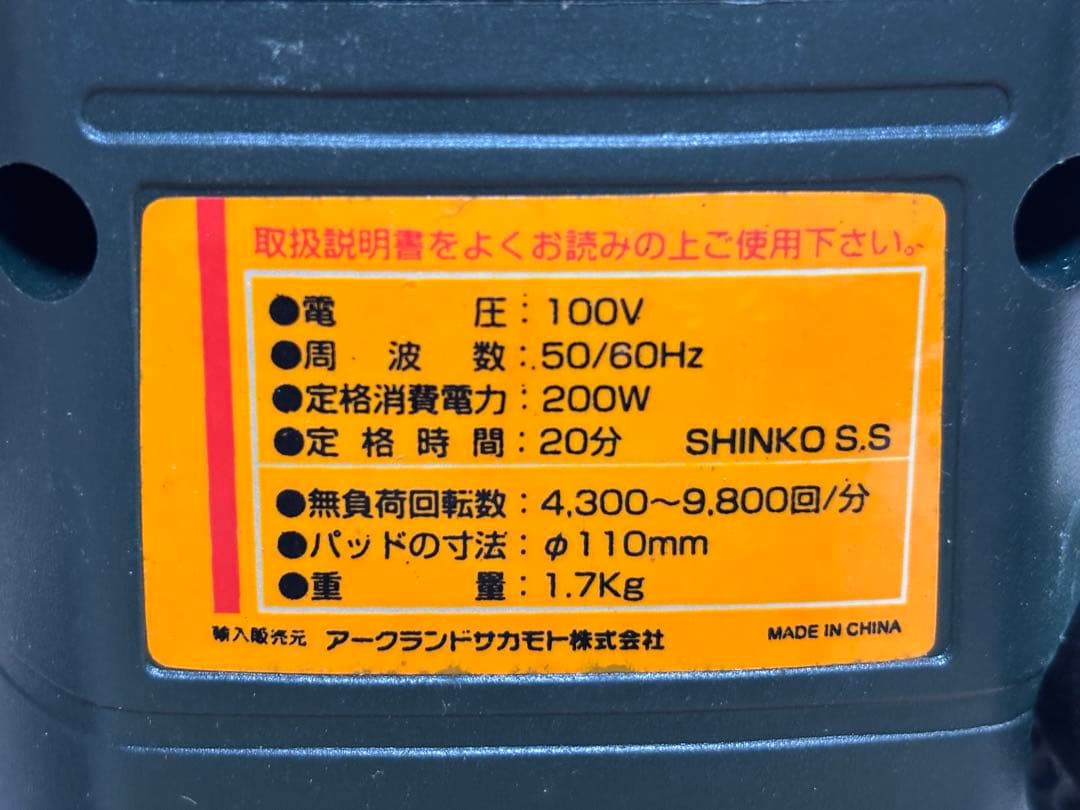 取扱説明書をよくお読みの上ご使用下さい。
●電圧：100V
●周波数：50/60Hz
●定格消費電力：200W
●定格時間：20分 SHINKO S.S
●無負荷回転数：4,300～9,800回/分
●パッドの寸法：φ110mm
●重量：1.7Kg
輸入販売元 アークランドサカモト株式会社 MADE IN CHINA